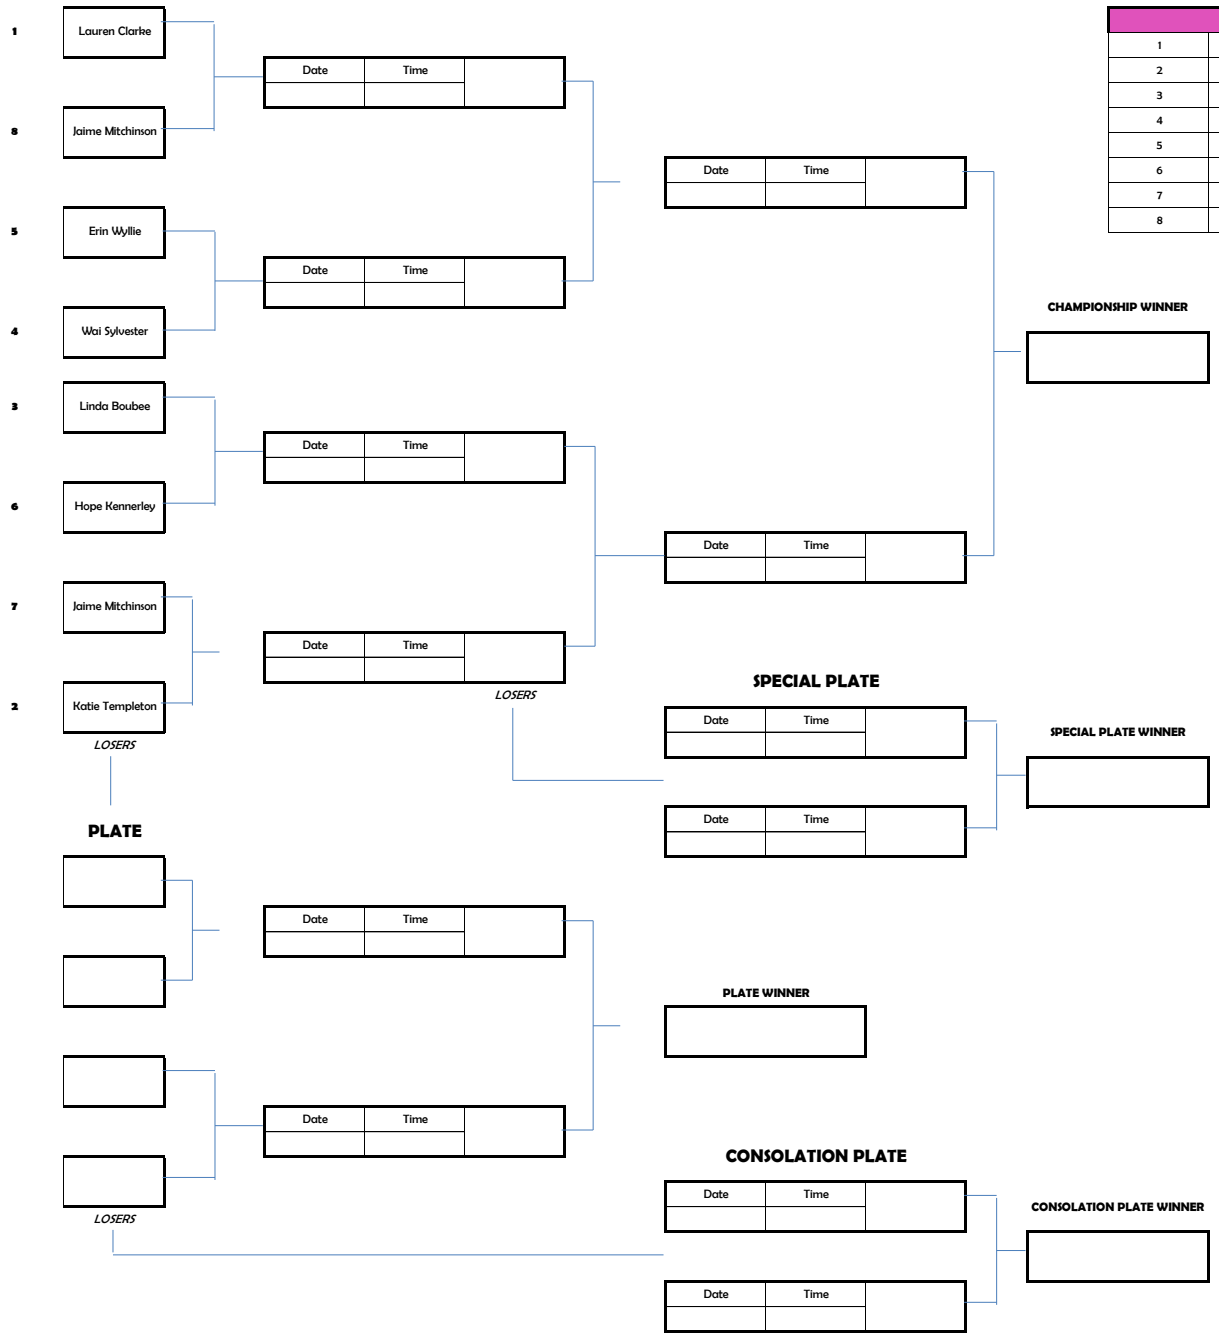 1 Lauren Clarke
Date Time
8 Jaime Mitchinson
5 Erin Wyllie
Date Time
4 Wai Sylvester
3 Linda Boubee
Date Time
6 Hope Kennerley
7 Jaime Mitchinson
Date Time
2 Katie Templeton
LOSERS
LOSERS
Date Time
Date Time
1
2
3
4
5
6
7
8
CHAMPIONSHIP WINNER
SPECIAL PLATE
Date Time
Date Time
SPECIAL PLATE WINNER
PLATE
Date Time
Date Time
PLATE WINNER
LOSERS
CONSOLATION PLATE
Date Time
Date Time
CONSOLATION PLATE WINNER